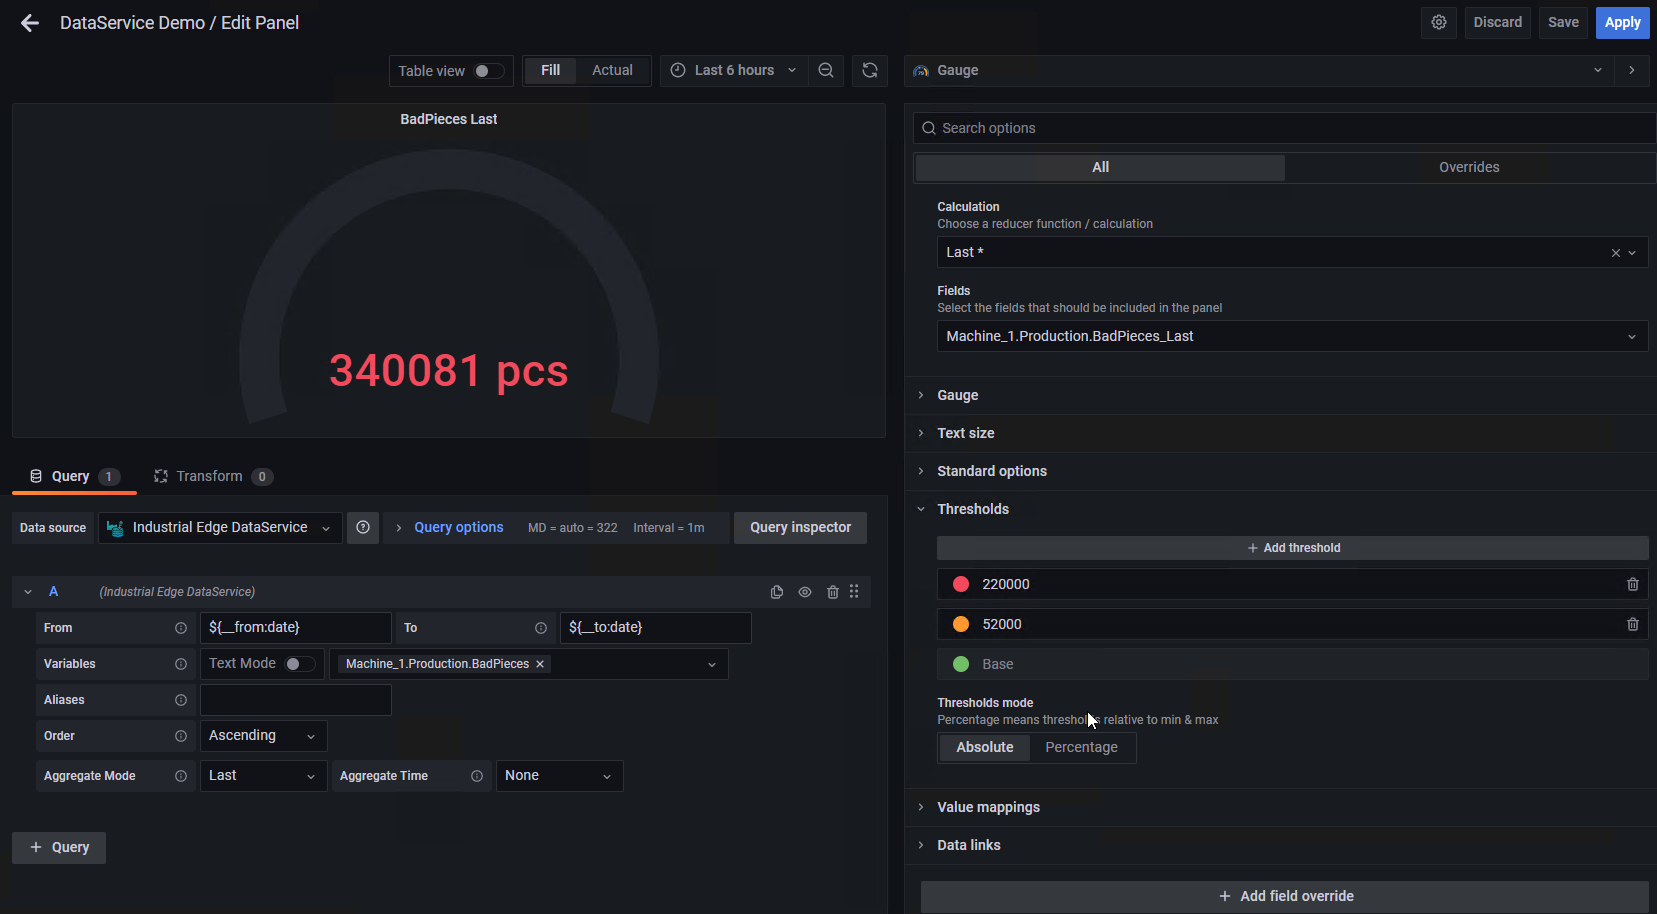 DataService Demo / Edit Panel
Discard
Save
Apply
Table view
Fill
Actual
Last 6 hours
Gauge
BadPieces Last
340081 pcs
Search options
All
Overrides
Calculation
Choose a reducer function / calculation
Last *
Fields
Select the fields that should be included in the panel
Machine_1.Production.BadPieces_Last
Gauge
Text size
Standard options
Thresholds
+ Add threshold
220000
52000
Base
Thresholds mode
Percentage means thresholds relative to min & max
Absolute
Percentage
Value mappings
Data links
+ Add field override
Query 1
Transform 0
Data source
Industrial Edge DataService
Query options
MD = auto = 322
Interval = 1m
Query inspector
A
(Industrial Edge DataService)
From
${__from:date}
To
${__to:date}
Variables
Text Mode
Machine_1.Production.BadPieces ×
Aliases
Order
Ascending
Aggregate Mode
Last
Aggregate Time
None
+ Query